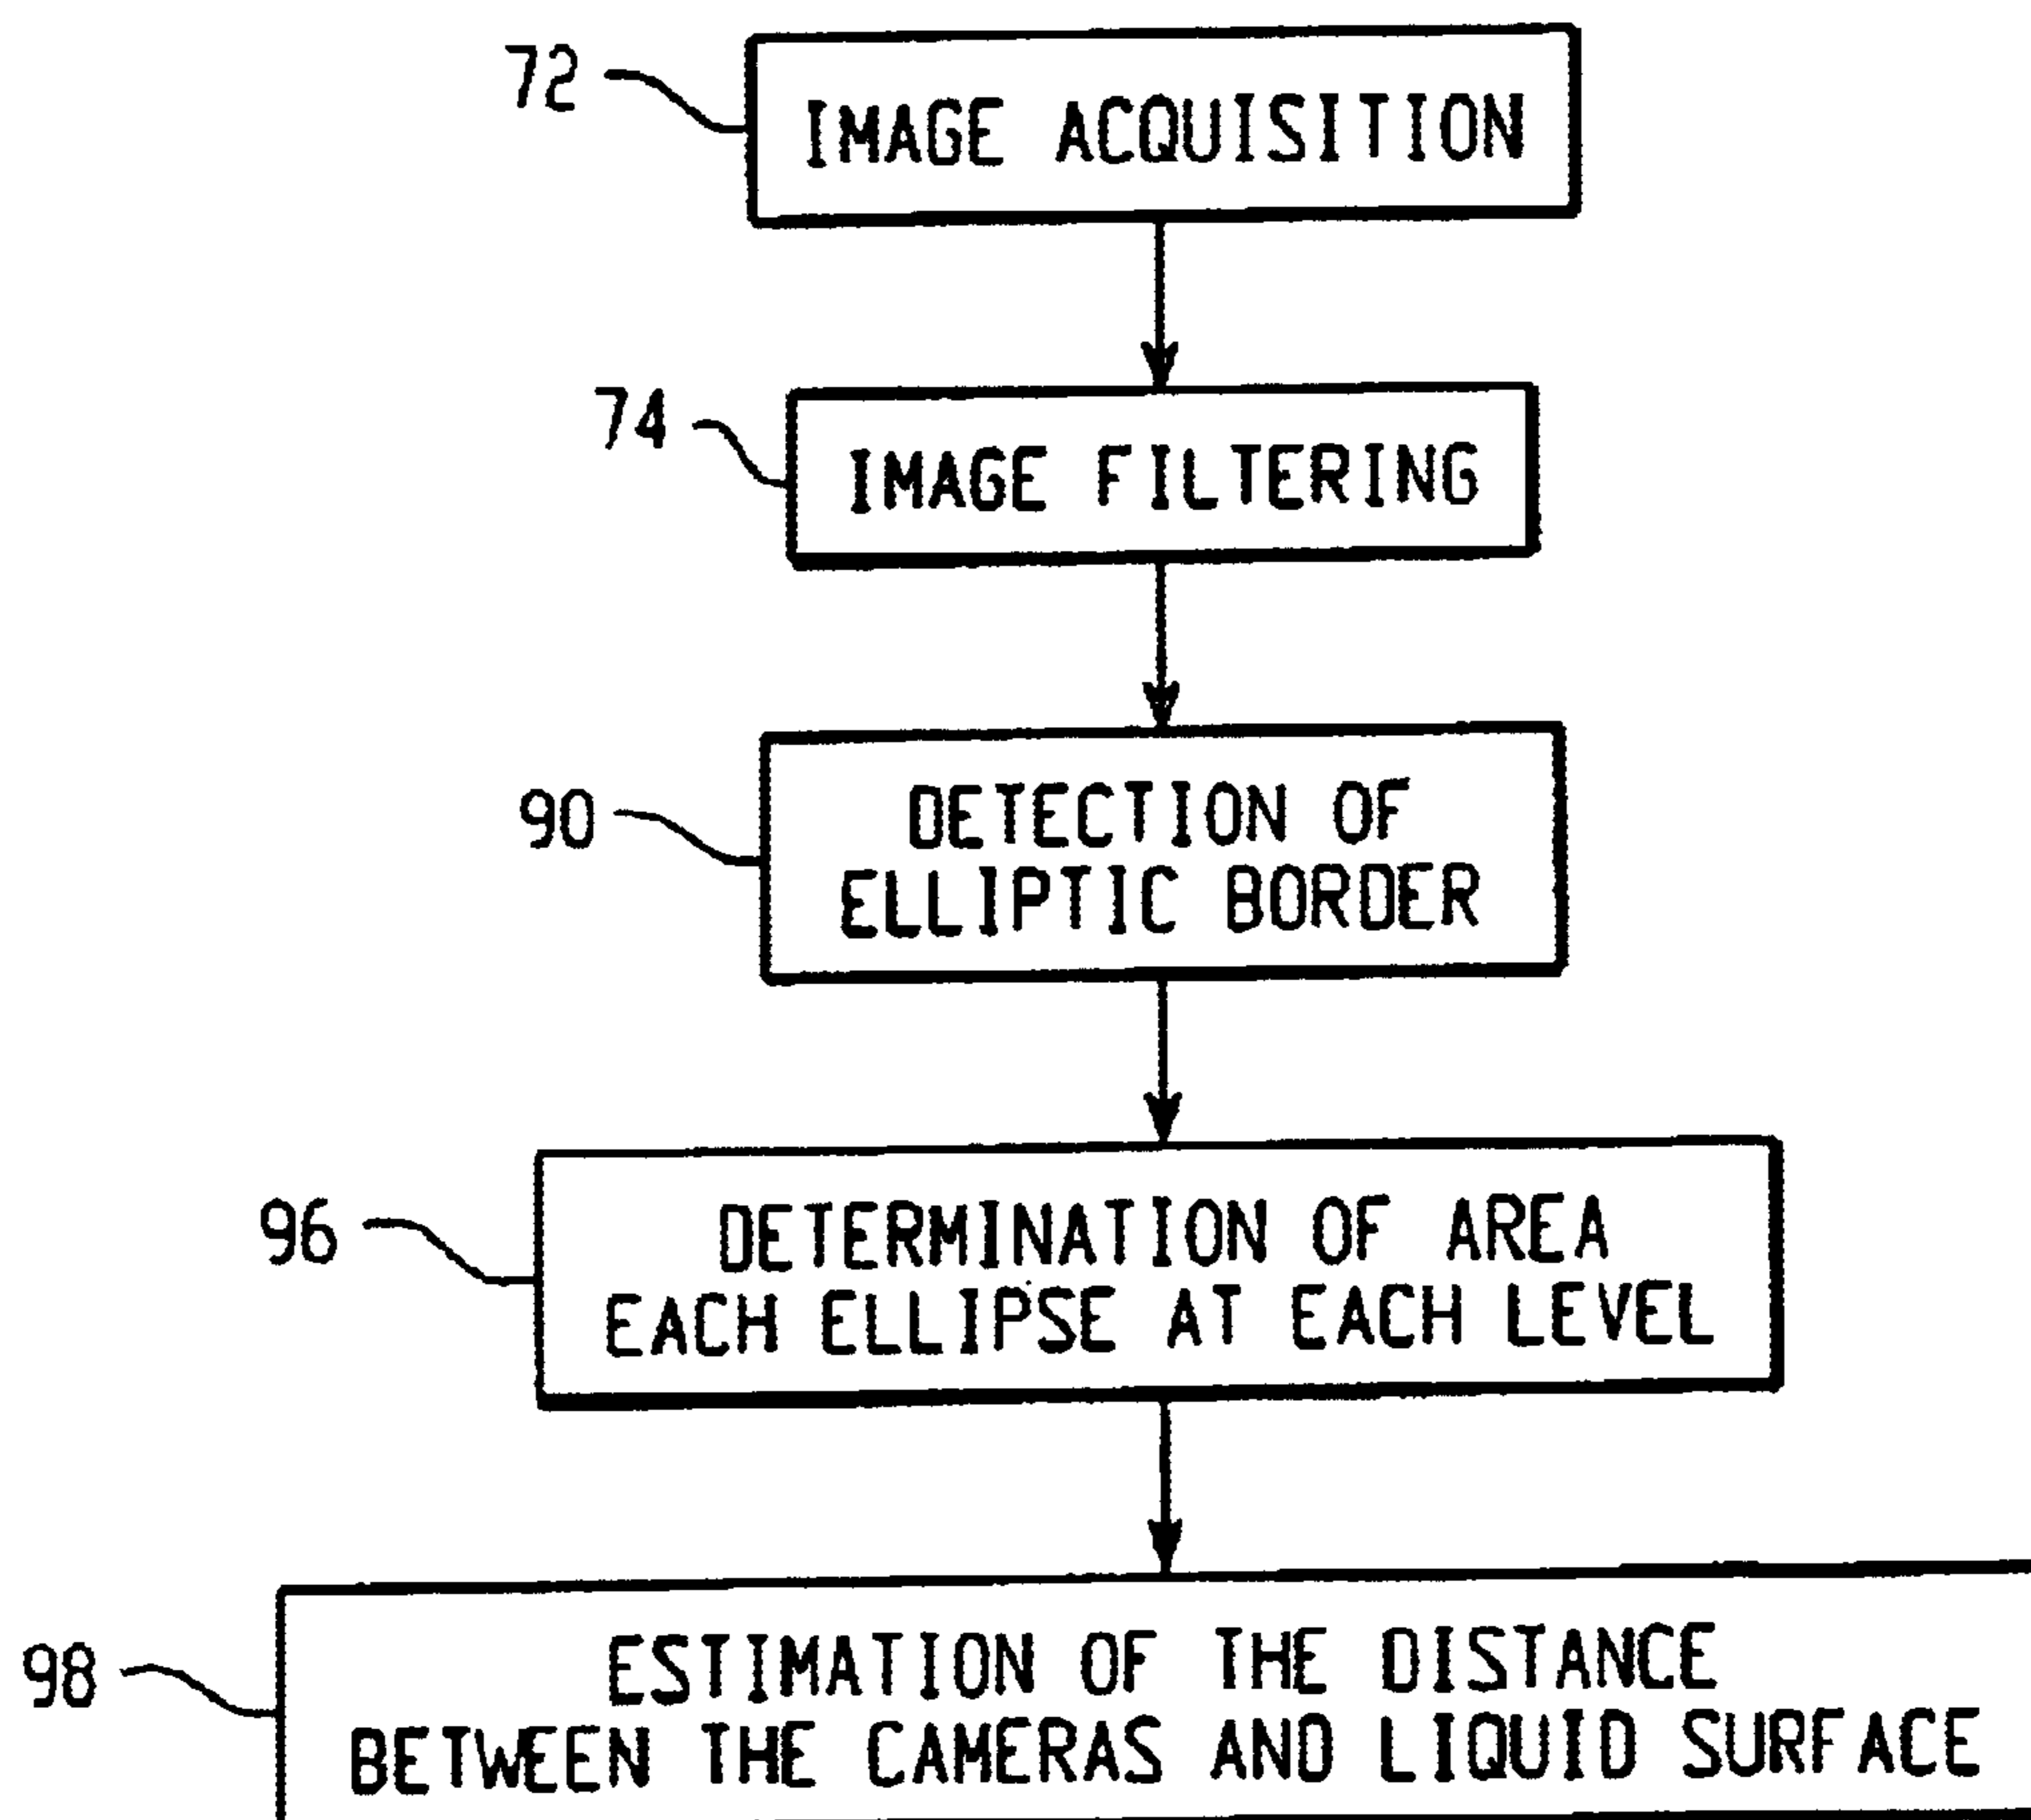 72
IMAGE ACQUISITION
74
IMAGE FILTERING
90
DETECTION OF
ELLIPTIC BORDER
96
DETERMINATION OF AREA
EACH ELLIPSE AT EACH LEVEL
98
ESTIMATION OF THE DISTANCE
BETWEEN THE CAMERAS AND LIQUID SURFACE